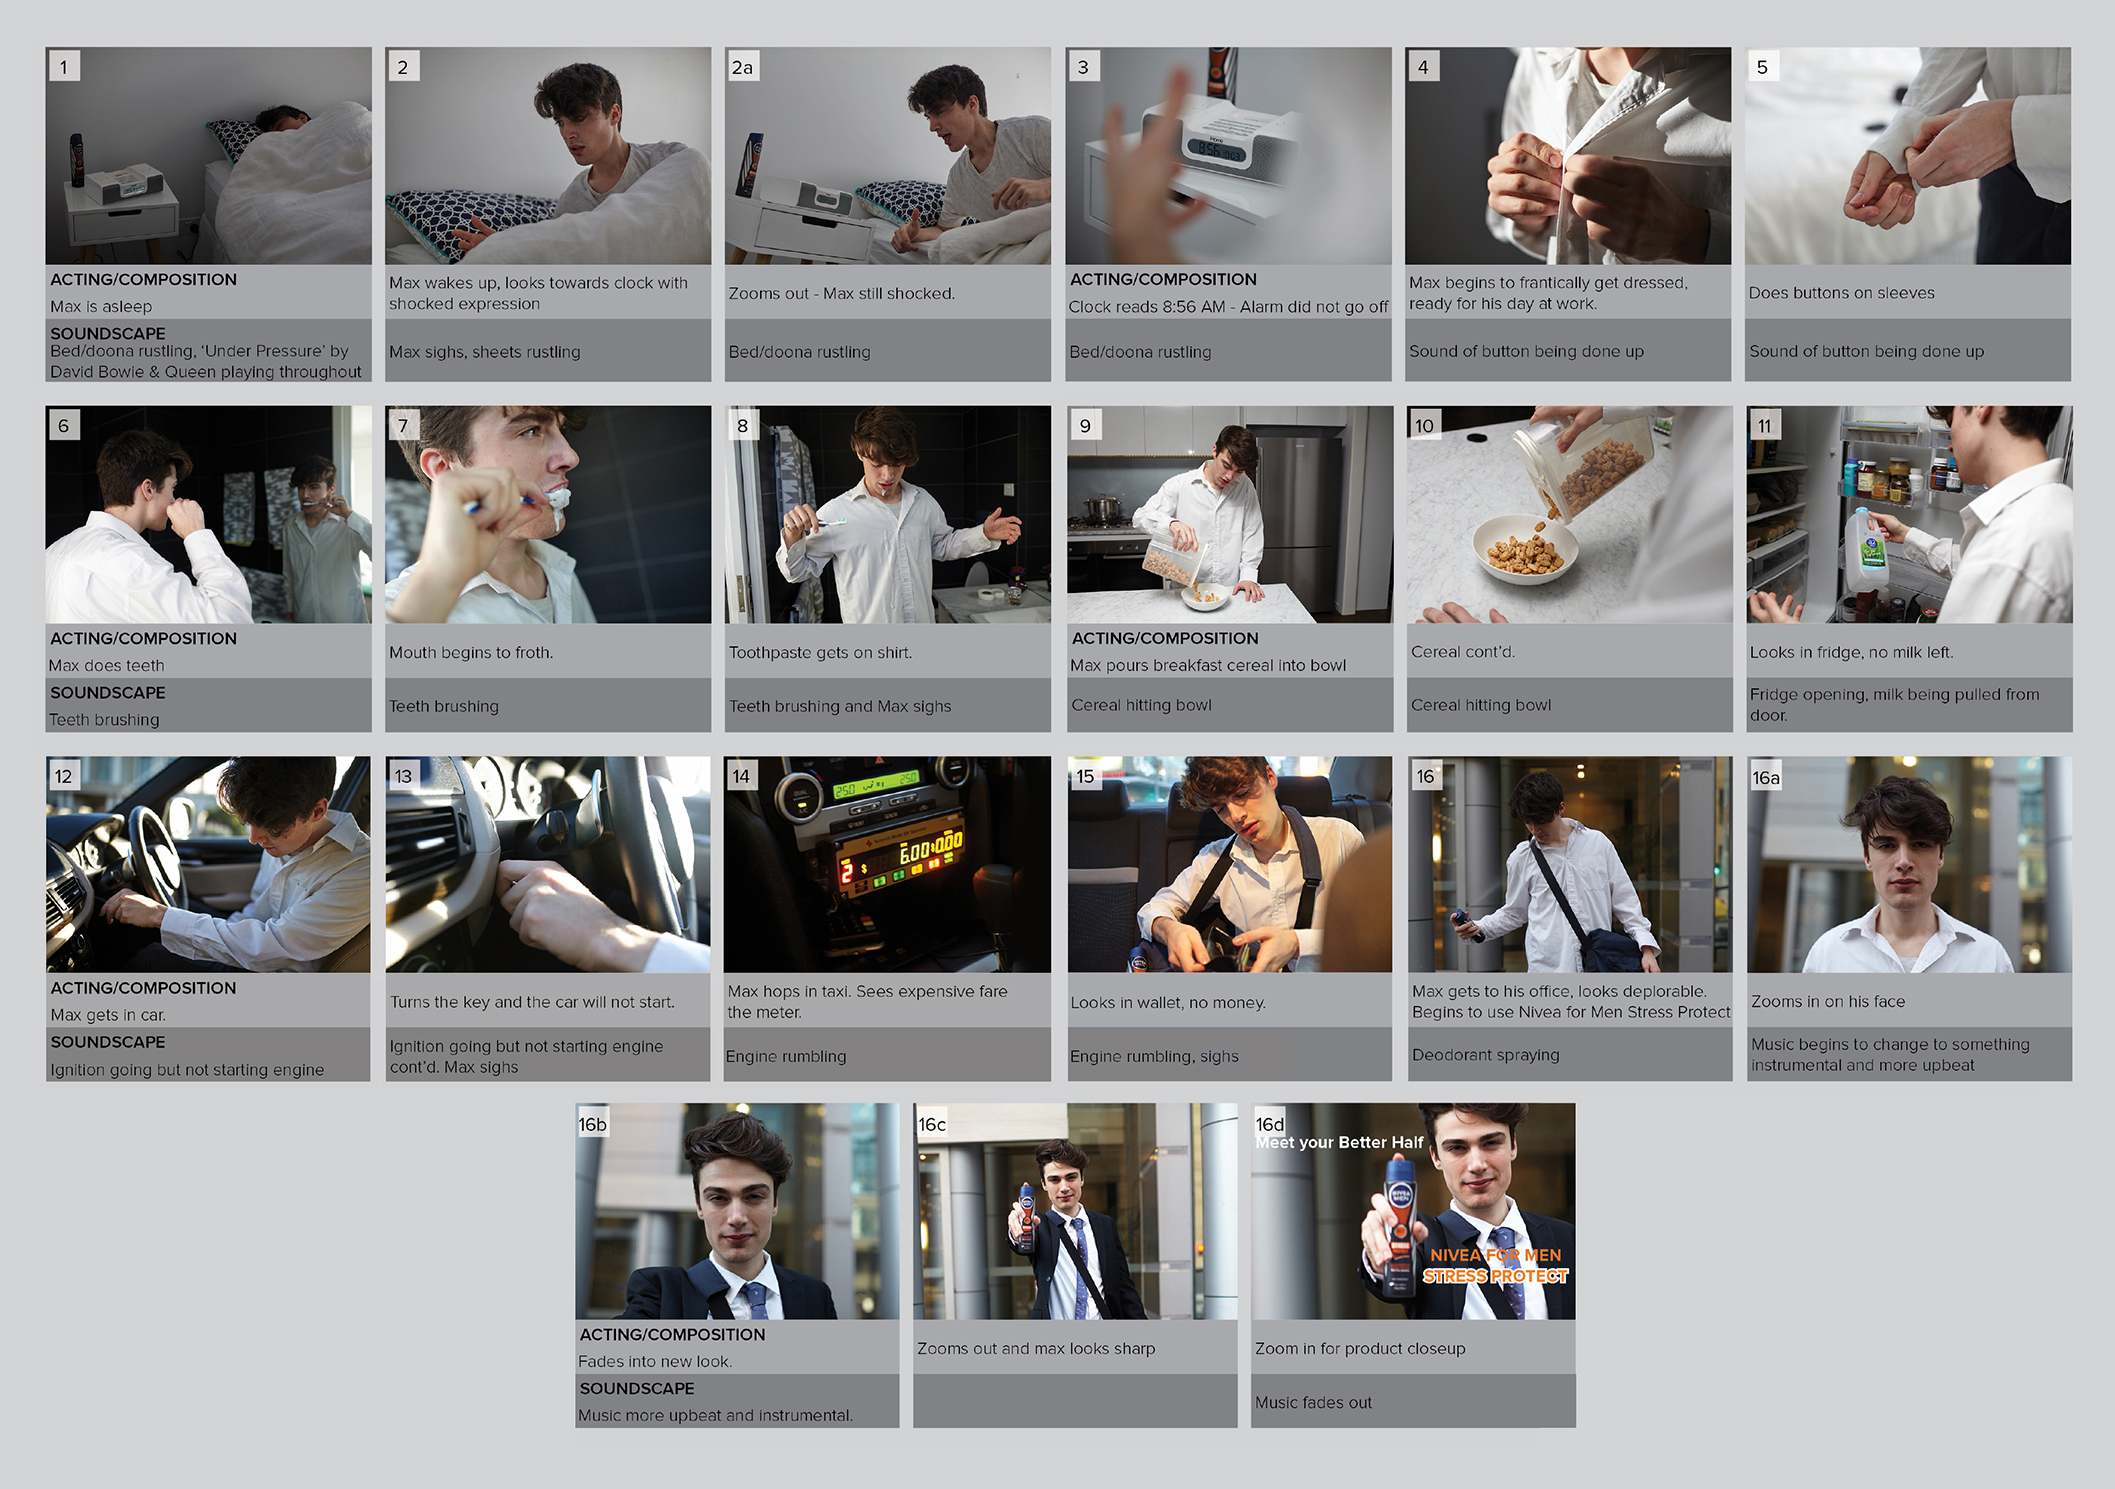 1
ACTING/COMPOSITION
Max is asleep
SOUNDSCAPE
Bed/doona rustling, ‘Under Pressure’ by
David Bowie & Queen playing throughout
2
Max wakes up, looks towards clock with
shocked expression
Max sighs, sheets rustling
2a
Zooms out - Max still shocked.
Bed/doona rustling
3
8:56
ACTING/COMPOSITION
Clock reads 8:56 AM - Alarm did not go off
Bed/doona rustling
4
Max begins to frantically get dressed,
ready for his day at work.
Sound of button being done up
5
Does buttons on sleeves
Sound of button being done up
6
ACTING/COMPOSITION
Max does teeth
SOUNDSCAPE
Teeth brushing
7
Mouth begins to froth.
Teeth brushing
8
Toothpaste gets on shirt.
Teeth brushing and Max sighs
9
ACTING/COMPOSITION
Max pours breakfast cereal into bowl
Cereal hitting bowl
10
Cereal cont’d.
Cereal hitting bowl
11
Looks in fridge, no milk left.
Fridge opening, milk being pulled from
door.
12
ACTING/COMPOSITION
Max gets in car.
SOUNDSCAPE
Ignition going but not starting engine
13
Turns the key and the car will not start.
Ignition going but not starting engine
cont’d. Max sighs
14
25.0 25.0
2 $ 6.00 0.00
Max hops in taxi. Sees expensive fare
the meter.
Engine rumbling
15
Looks in wallet, no money.
Engine rumbling, sighs
16
Max gets to his office, looks deplorable.
Begins to use Nivea for Men Stress Protect
Deodorant spraying
16a
Zooms in on his face
Music begins to change to something
instrumental and more upbeat
16b
ACTING/COMPOSITION
Fades into new look.
SOUNDSCAPE
Music more upbeat and instrumental.
16c
Zooms out and max looks sharp
16d
Meet your Better Half
NIVEA
MEN
NIVEA FOR MEN
STRESS PROTECT
Zoom in for product closeup
Music fades out